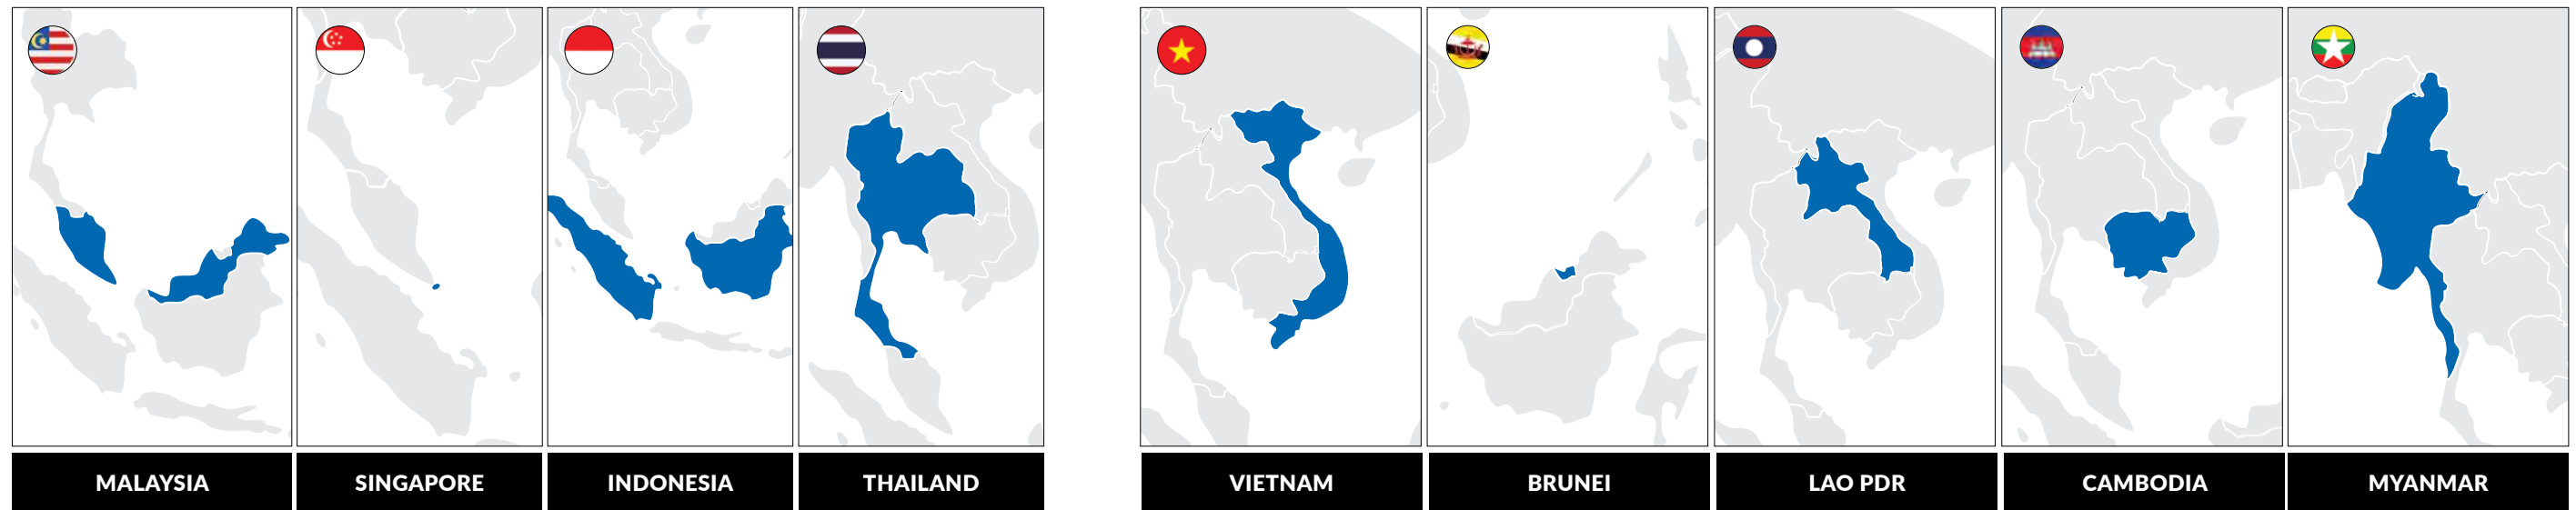 MALAYSIA
SINGAPORE
INDONESIA
THAILAND
VIETNAM
BRUNEI
LAO PDR
CAMBODIA
MYANMAR